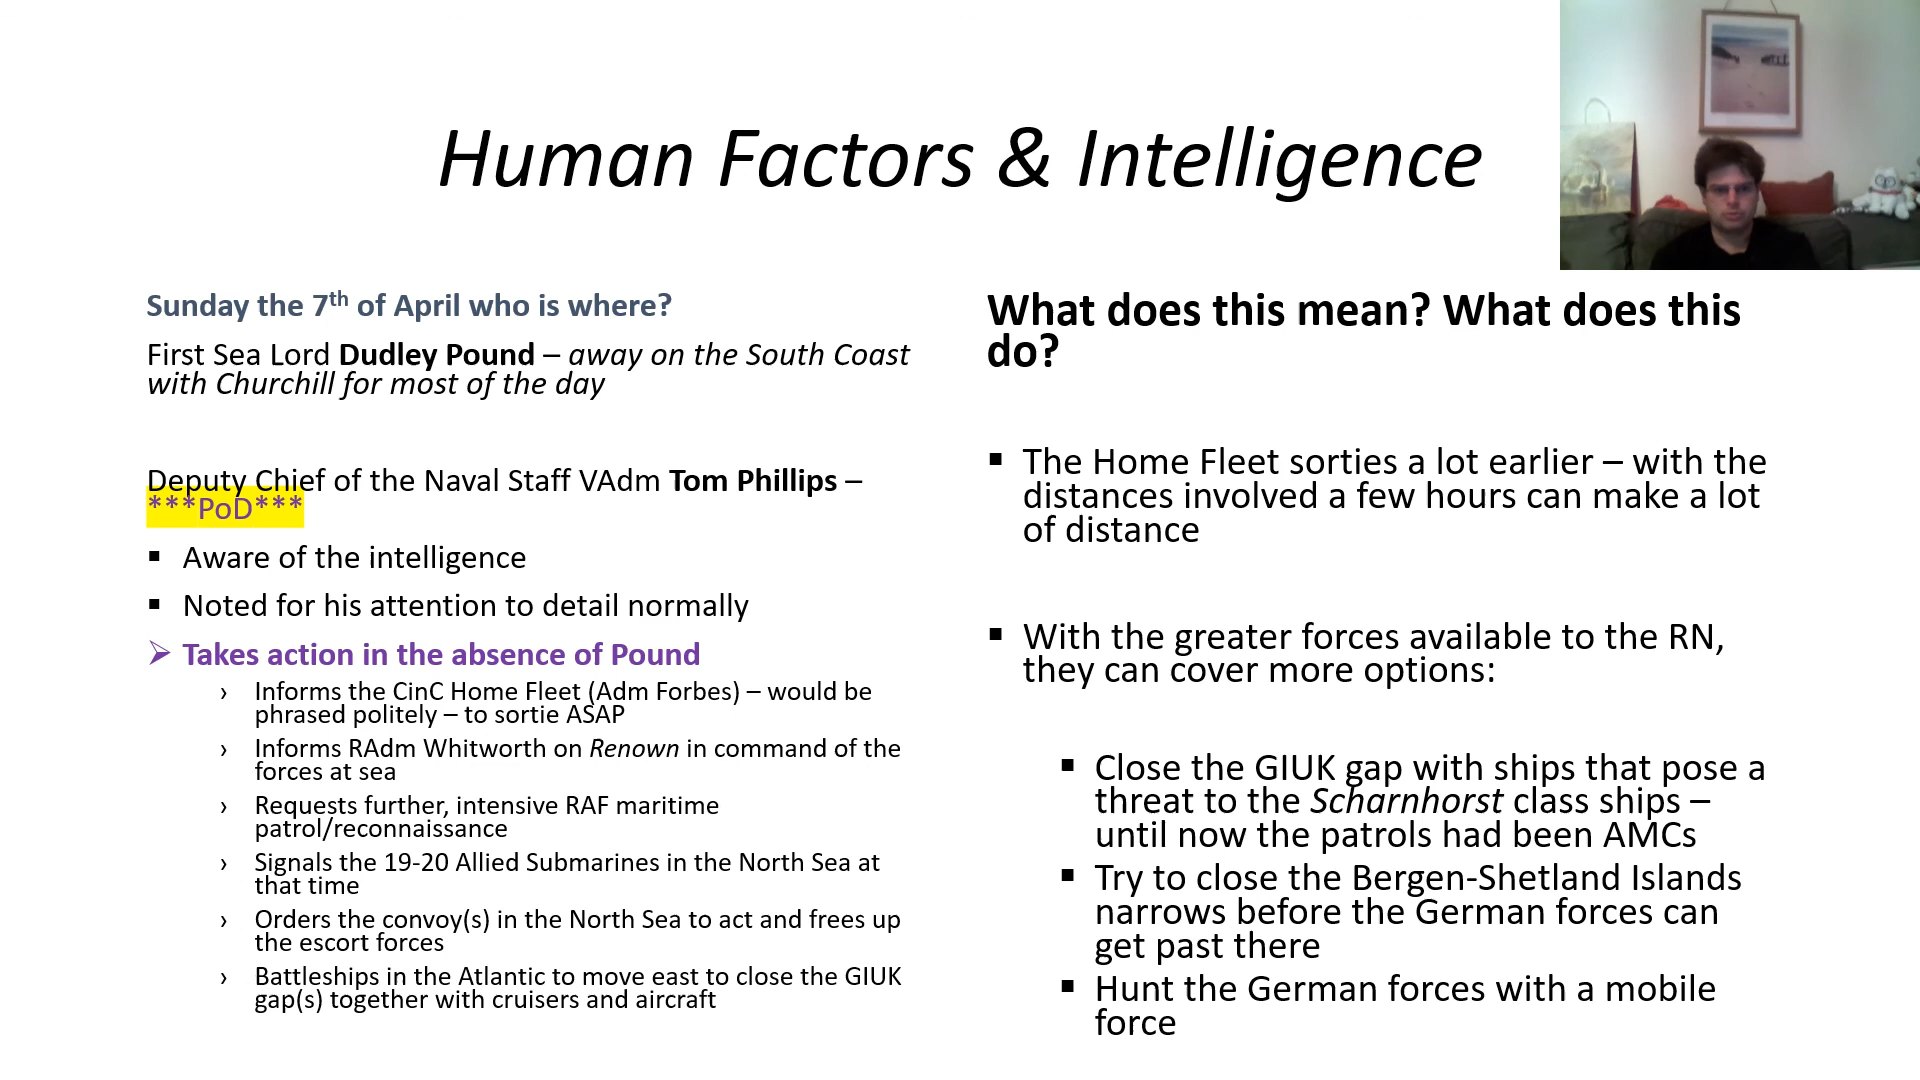 Human Factors & Intelligence
Sunday the 7th of April who is where?
First Sea Lord Dudley Pound – away on the South Coast
with Churchill for most of the day
Deputy Chief of the Naval Staff VAdm Tom Phillips –
***PoD***
▪ Aware of the intelligence
▪ Noted for his attention to detail normally
➢ Takes action in the absence of Pound
› Informs the CinC Home Fleet (Adm Forbes) – would be
phrased politely – to sortie ASAP
› Informs RAdm Whitworth on Renown in command of the
forces at sea
› Requests further, intensive RAF maritime
patrol/reconnaissance
› Signals the 19-20 Allied Submarines in the North Sea at
that time
› Orders the convoy(s) in the North Sea to act and frees up
the escort forces
› Battleships in the Atlantic to move east to close the GIUK
gap(s) together with cruisers and aircraft
What does this mean? What does this
do?
▪ The Home Fleet sorties a lot earlier – with the
distances involved a few hours can make a lot
of distance
▪ With the greater forces available to the RN,
they can cover more options:
▪ Close the GIUK gap with ships that pose a
threat to the Scharnhorst class ships –
until now the patrols had been AMCs
▪ Try to close the Bergen-Shetland Islands
narrows before the German forces can
get past there
▪ Hunt the German forces with a mobile
force